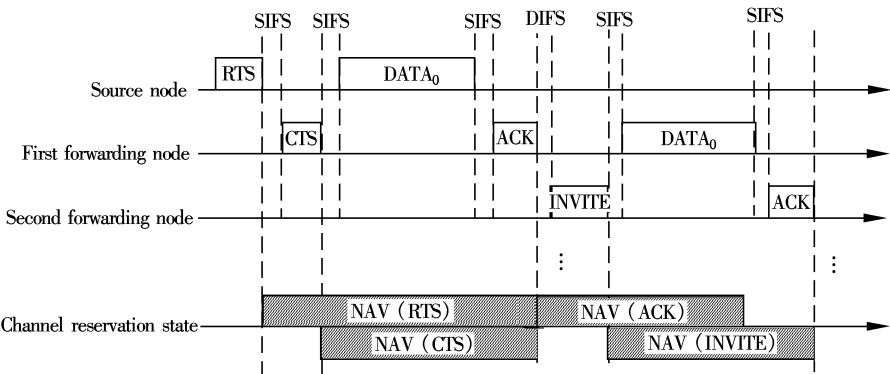 SIFS SIFS SIFS DIFS SIFS SIFS
RTS DATA₀
Source node
CTS ACK DATA₀
First forwarding node
INVITE ACK
Second forwarding node
⋮ ⋮
NAV (RTS) NAV (ACK)
Channel reservation state
NAV (CTS) NAV (INVITE)